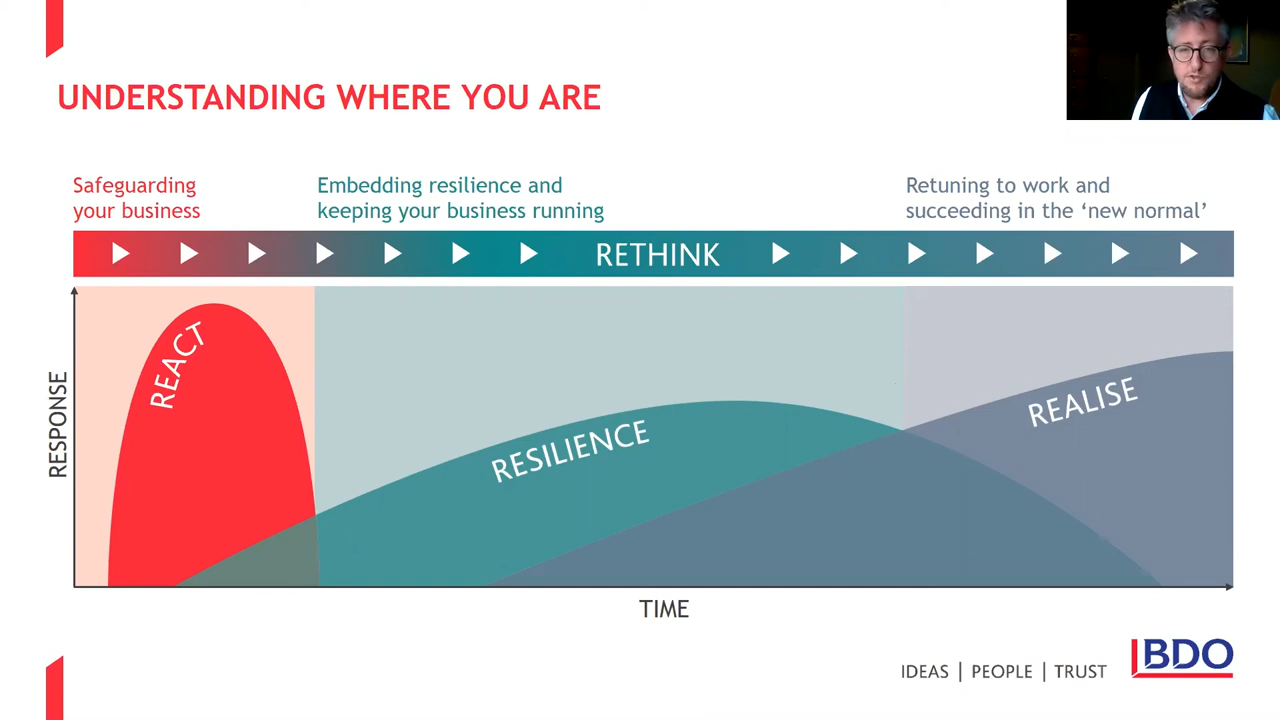 UNDERSTANDING WHERE YOU ARE
Safeguarding
your business
Embedding resilience and
keeping your business running
Retuning to work and
succeeding in the ‘new normal’
RETHINK
RESPONSE
REACT
RESILIENCE
REALISE
TIME
IDEAS | PEOPLE | TRUST
BDO